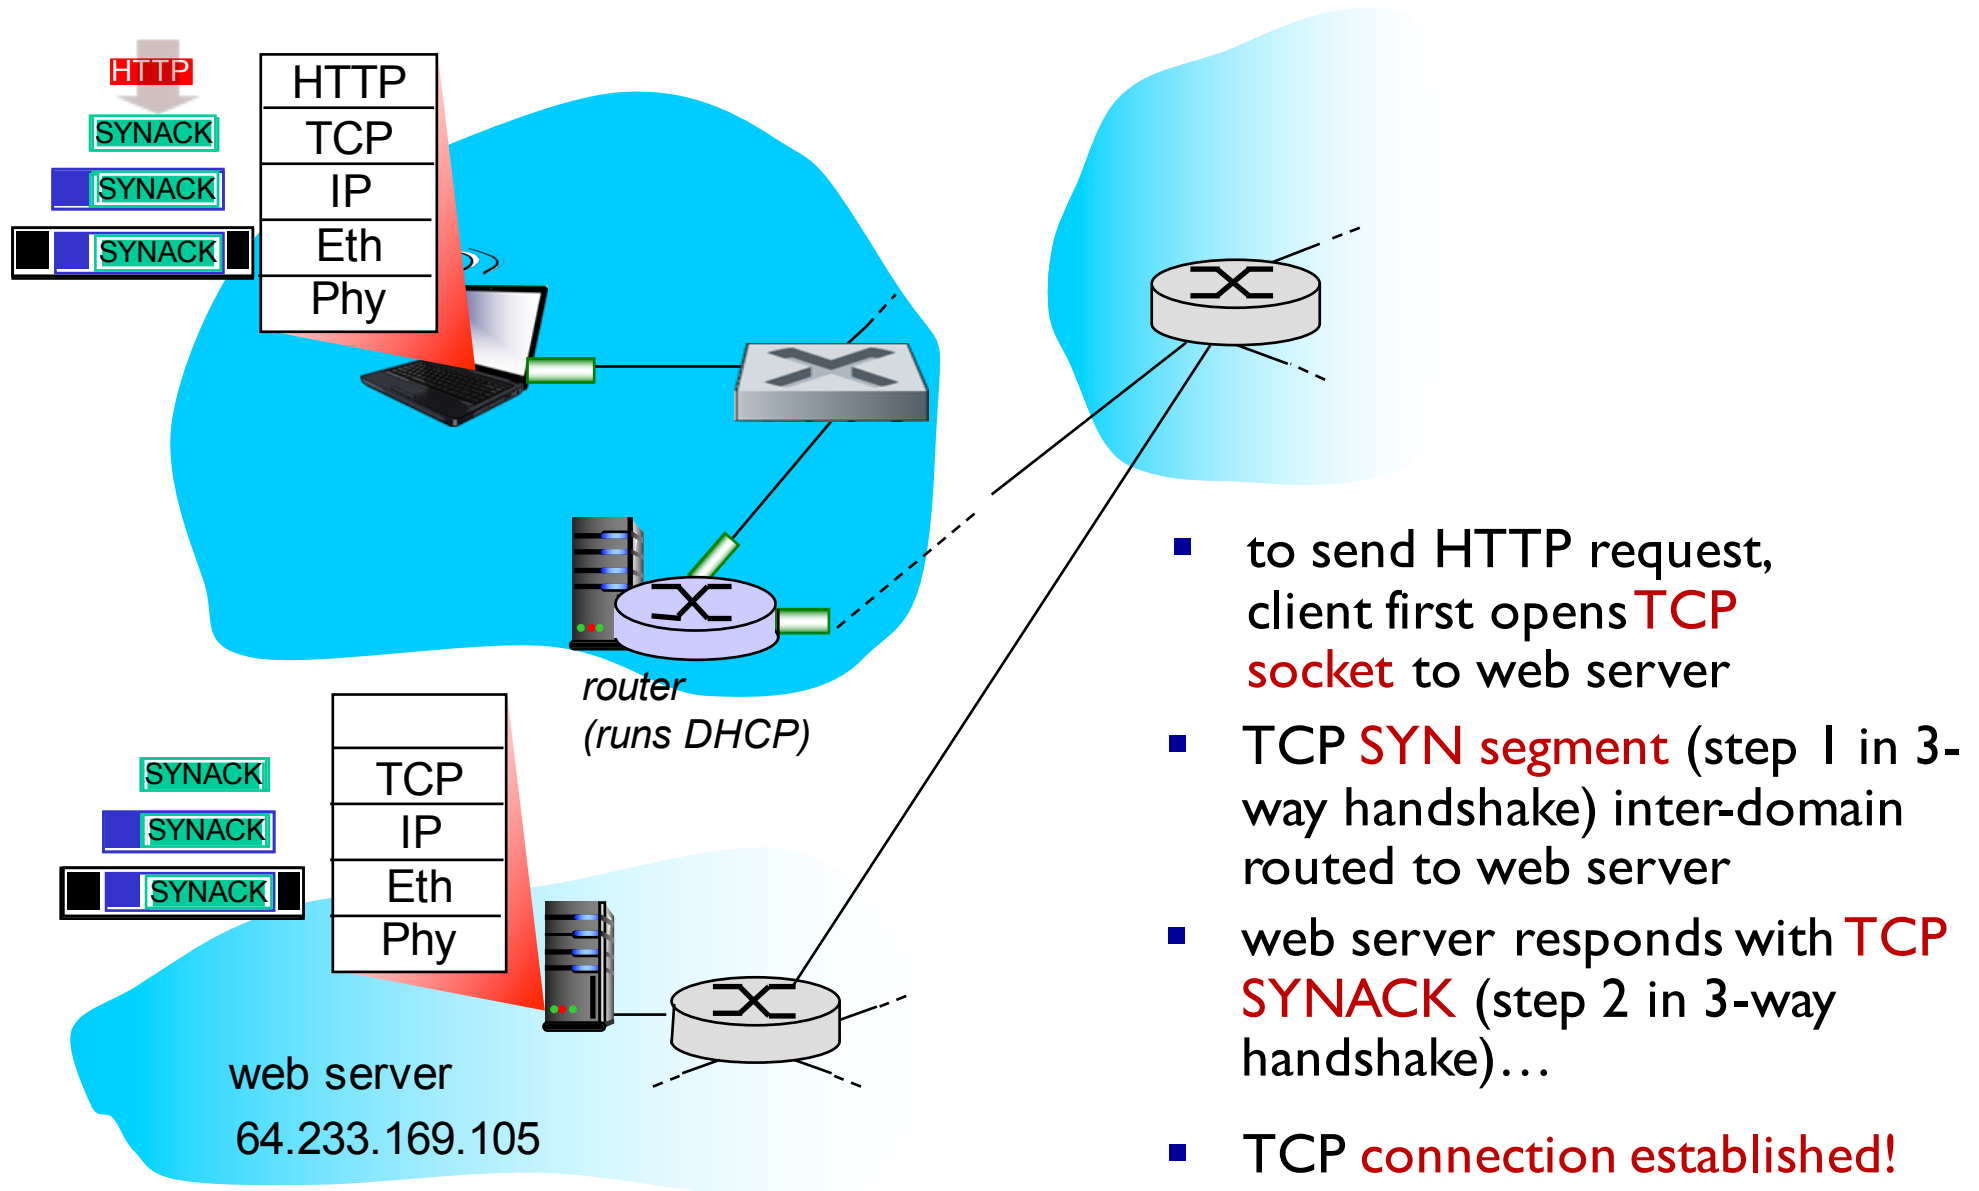 HTTP
SYNACK
SYNACK
SYNACK
HTTP
TCP
IP
Eth
Phy
router
(runs DHCP)
SYNACK
SYNACK
SYNACK
TCP
IP
Eth
Phy
web server
64.233.169.105
▪ to send HTTP request,
client first opens TCP
socket to web server
▪ TCP SYN segment (step 1 in 3-
way handshake) inter-domain
routed to web server
▪ web server responds with TCP
SYNACK (step 2 in 3-way
handshake)…
▪ TCP connection established!